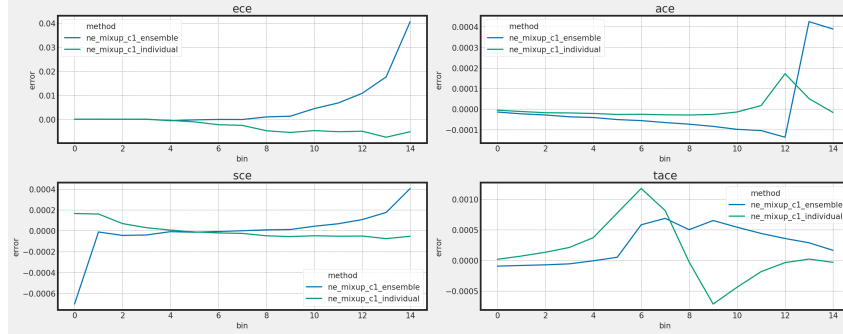 ece
method
ne_mixup_c1_ensemble
ne_mixup_c1_individual
0.04
0.03
0.02
0.01
0.00
error
0 2 4 6 8 10 12 14
bin
ace
method
ne_mixup_c1_ensemble
ne_mixup_c1_individual
0.0004
0.0003
0.0002
0.0001
0.0000
−0.0001
error
0 2 4 6 8 10 12 14
bin
sce
method
ne_mixup_c1_ensemble
ne_mixup_c1_individual
0.0004
0.0002
0.0000
−0.0002
−0.0004
−0.0006
error
0 2 4 6 8 10 12 14
bin
tace
method
ne_mixup_c1_ensemble
ne_mixup_c1_individual
0.0010
0.0005
0.0000
−0.0005
error
0 2 4 6 8 10 12 14
bin